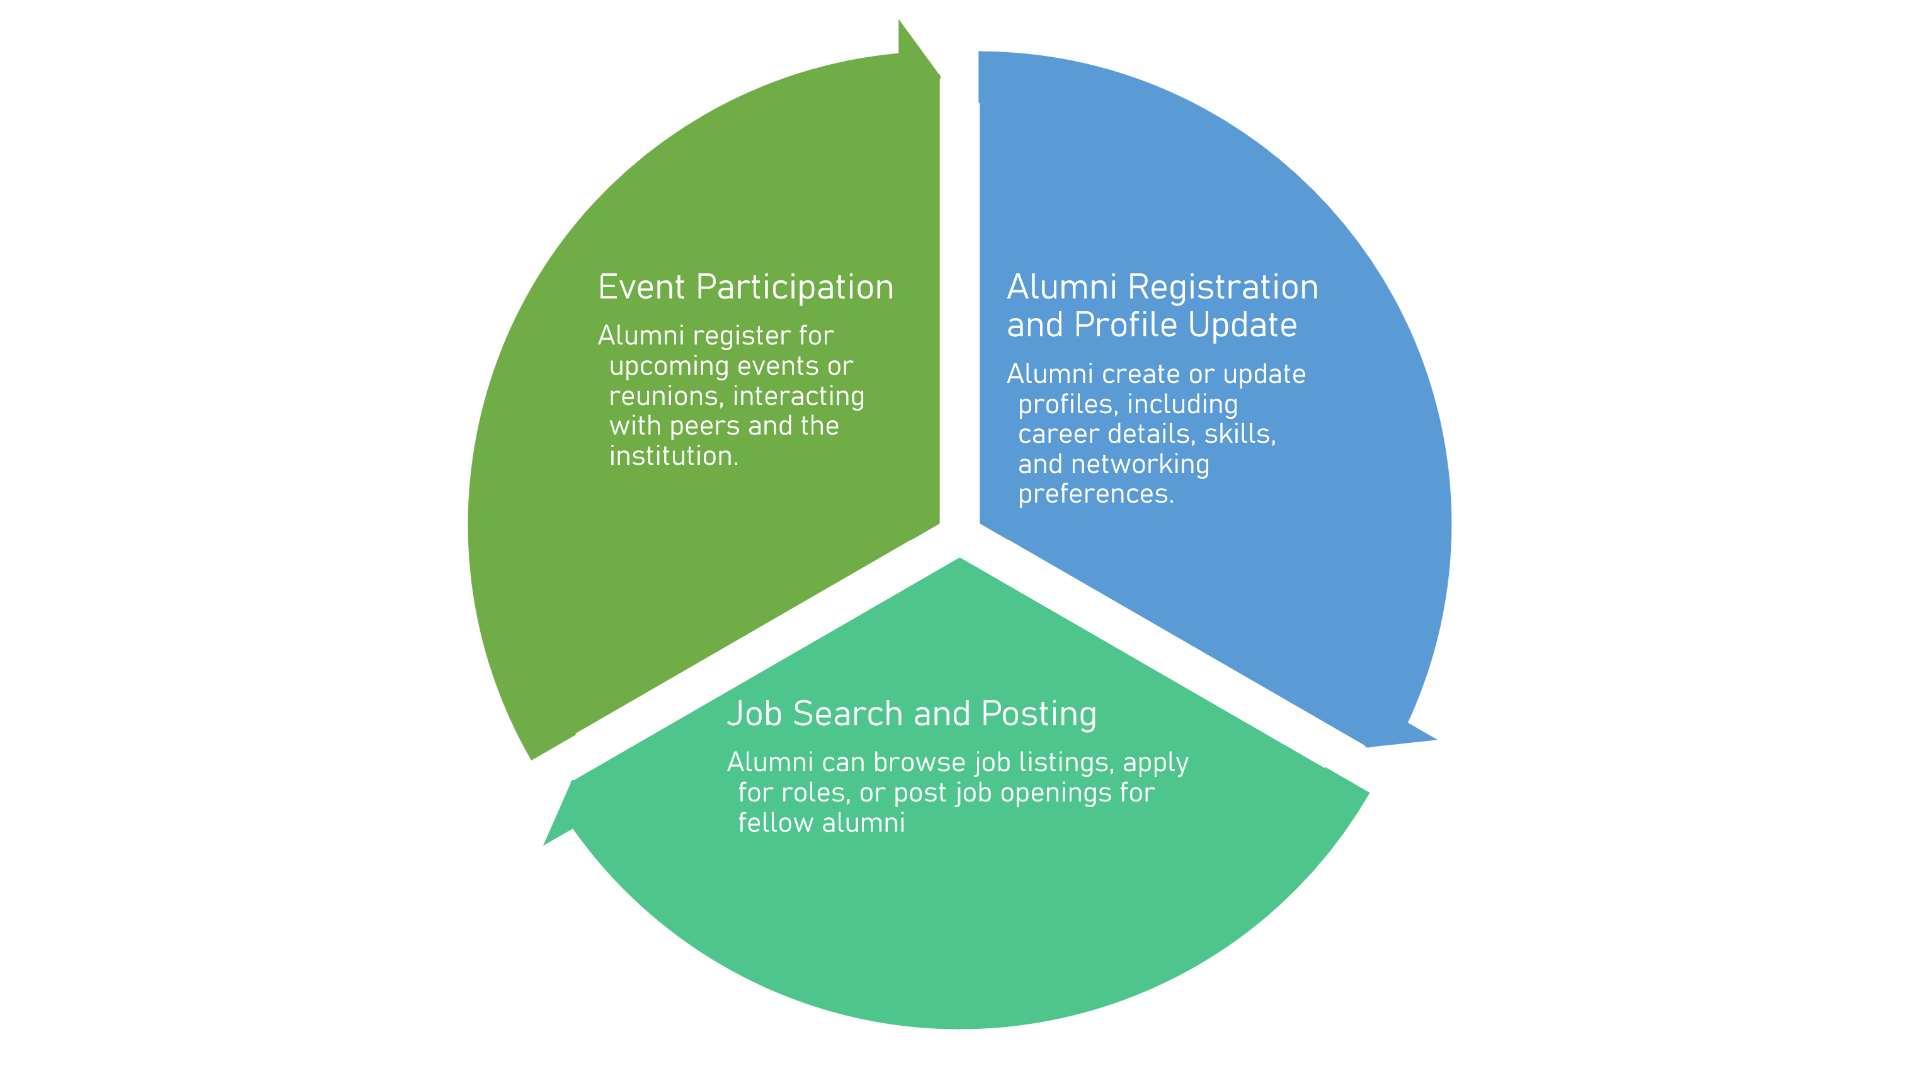 Event Participation
Alumni register for
upcoming events or
reunions, interacting
with peers and the
institution.
Alumni Registration
and Profile Update
Alumni create or update
profiles, including
career details, skills,
and networking
preferences.
Job Search and Posting
Alumni can browse job listings, apply
for roles, or post job openings for
fellow alumni